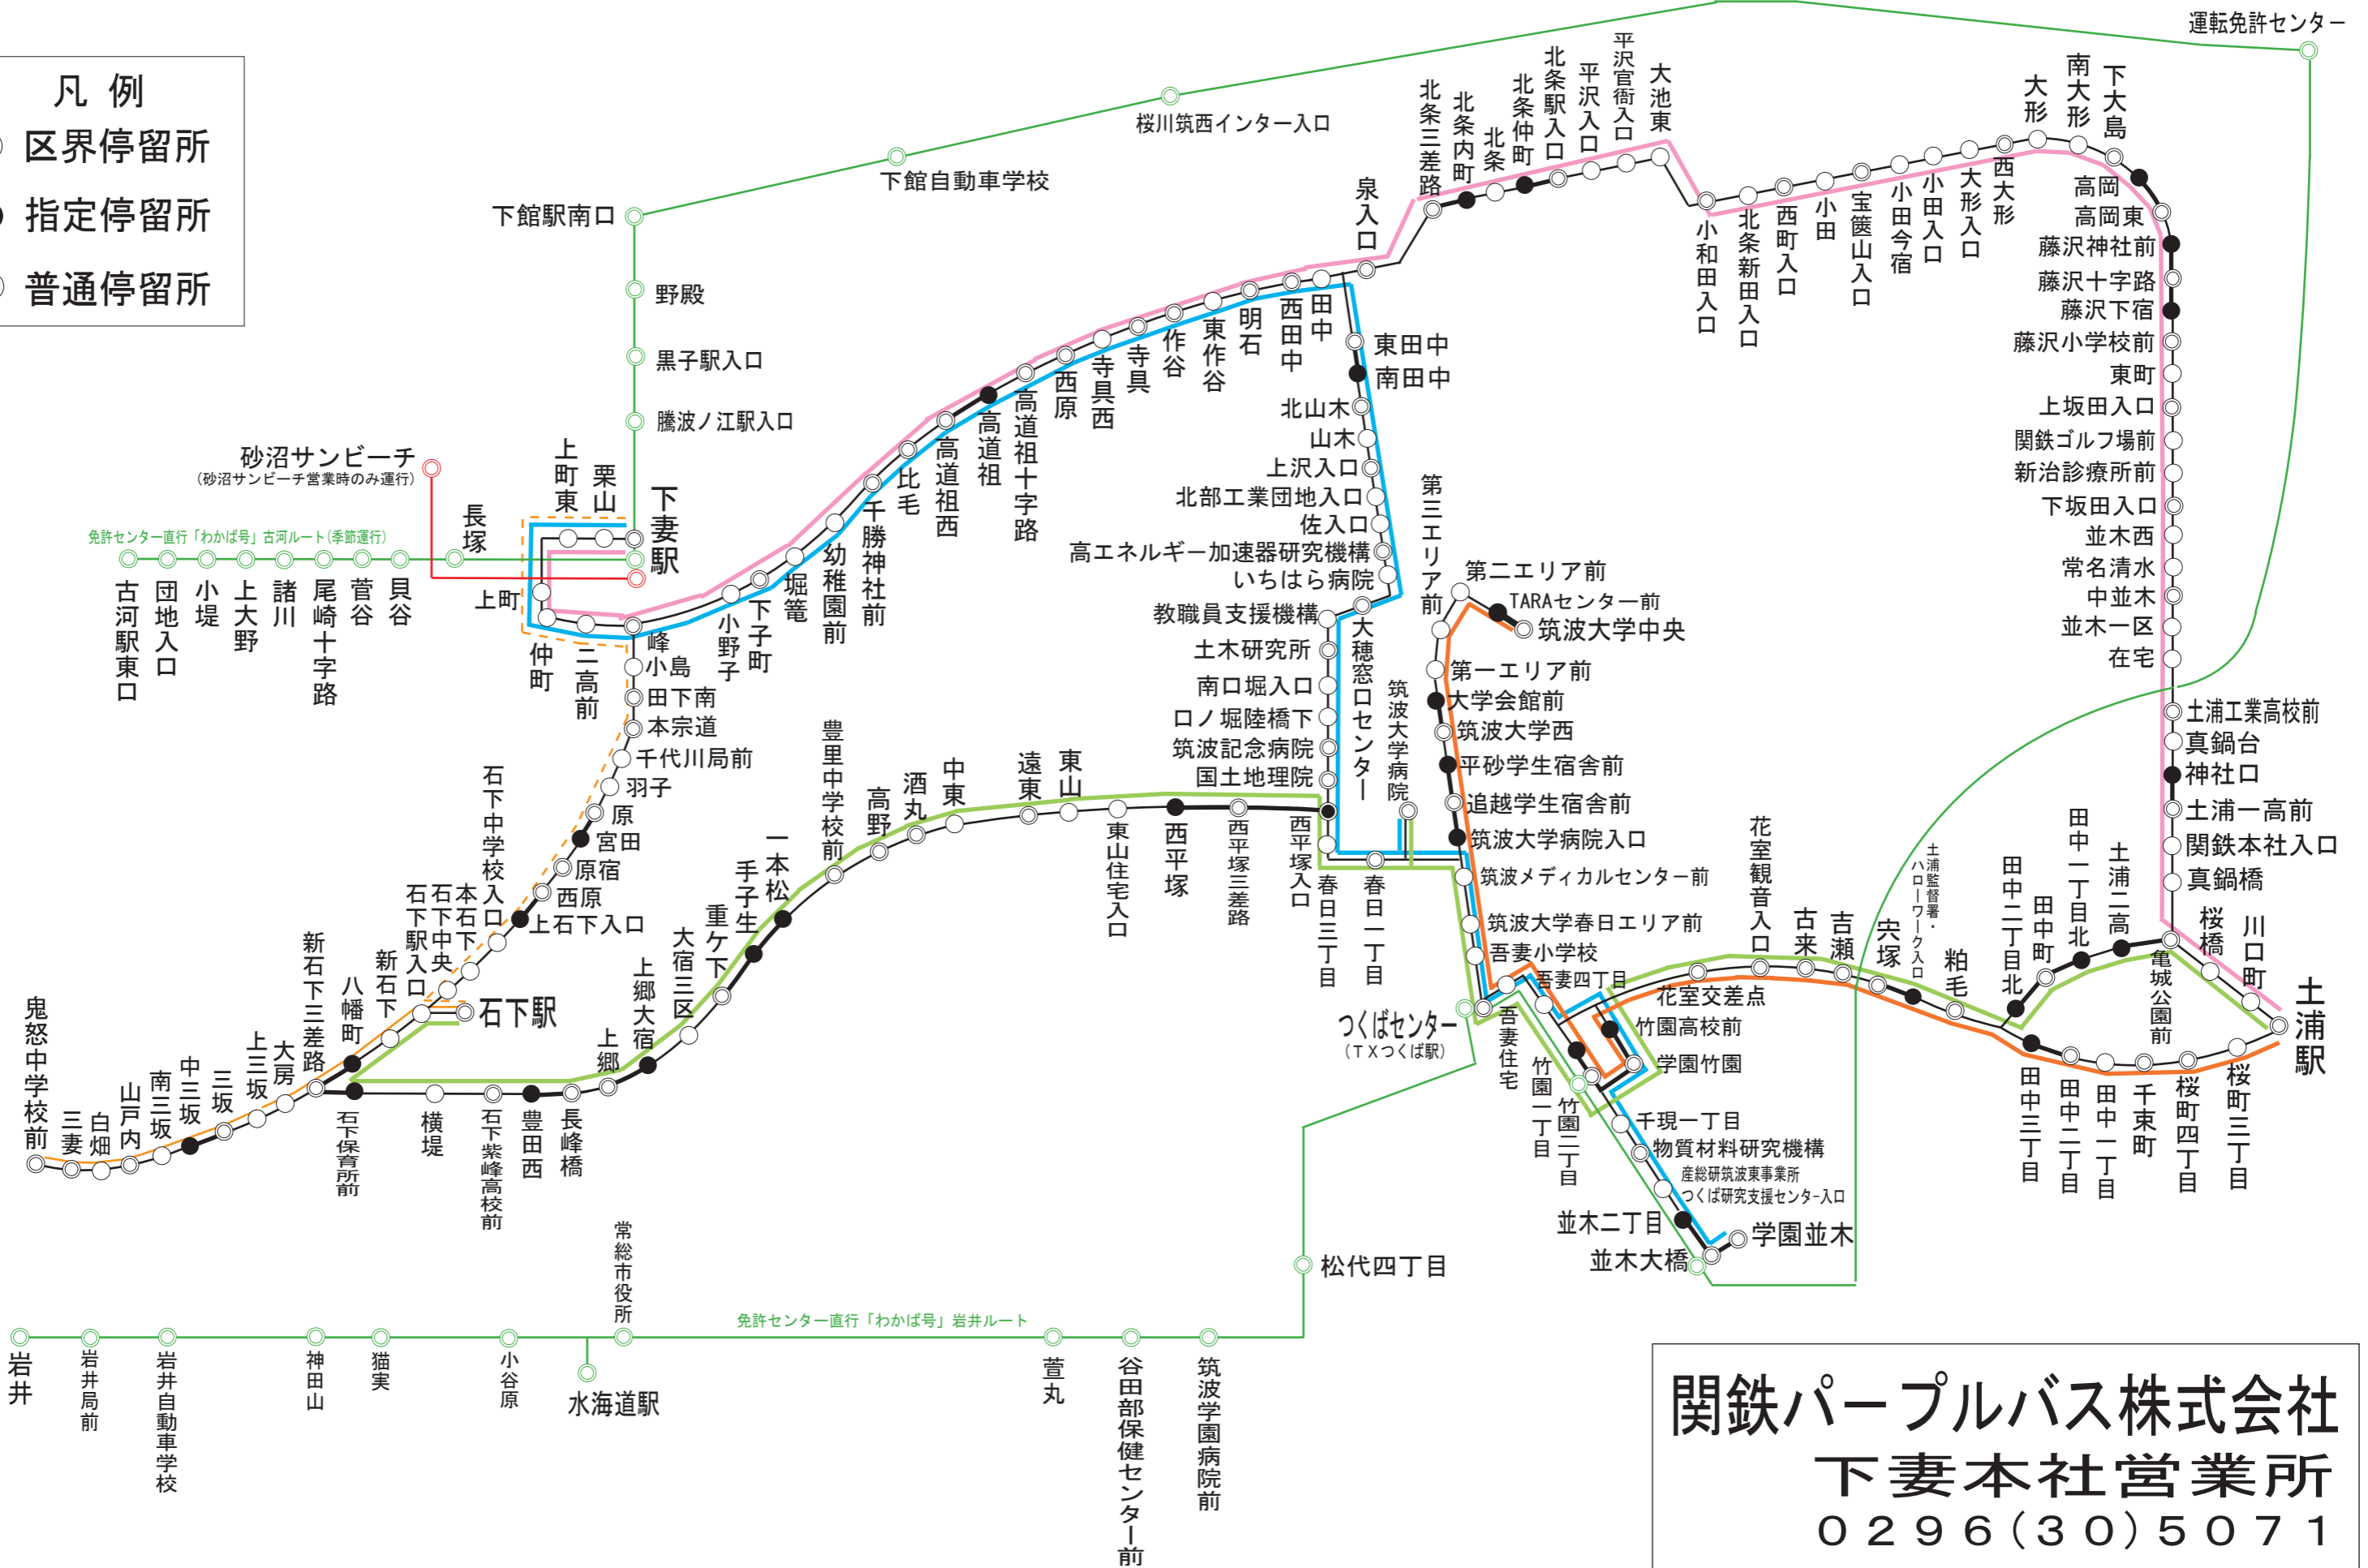 凡例
区界停留所
指定停留所
普通停留所
運転免許センター
桜川筑西インター入口
下館自動車学校
下館駅南口
野殿
黒子駅入口
騰波ノ江駅入口
砂沼サンビーチ
(砂沼サンビーチ営業時のみ運行)
免許センター直行「わかば号」古河ルート(季節運行)
古河駅東口
団地入口
小堤
上大野
諸川
尾崎十字路
菅谷
貝谷
長塚
下妻駅
栗山
上町東
上町
仲町
二高前
峰
小野子
下子町
堀篭
幼稚園前
千勝神社前
比毛
高道祖西
高道祖
高道祖十字路
西原
寺具西
寺具
作谷
東作谷
明石
西田中
田中
泉入口
北条三差路
北条内町
北条
北条仲町
北条駅入口
平沢入口
平沢官衙入口
大池東
小和田入口
北条新田入口
西町入口
小田
宝篋山入口
小田今宿
小田入口
大形入口
西大形
大形
南大形
下大島
高岡
高岡東
藤沢神社前
藤沢十字路
藤沢下宿
藤沢小学校前
東町
上坂田入口
関鉄ゴルフ場前
新治診療所前
下坂田入口
並木西
常名清水
中並木
並木一区
在宅
土浦工業高校前
真鍋台
神社口
土浦一高前
関鉄本社入口
真鍋橋
亀城公園前
桜橋
川口町
土浦駅
東田中
南田中
北山木
山木
上沢入口
北部工業団地入口
佐入口
高エネルギー加速器研究機構
いちはら病院
大穂窓口センター
教職員支援機構
土木研究所
南口堀入口
口ノ堀陸橋下
筑波記念病院
国土地理院
西平塚入口
春日三丁目
春日一丁目
筑波大学病院
第三エリア前
第二エリア前
TARAセンター前
筑波大学中央
第一エリア前
大学会館前
筑波大学西
平砂学生宿舎前
追越学生宿舎前
筑波大学病院入口
筑波メディカルセンター前
筑波大学春日エリア前
吾妻小学校
吾妻四丁目
つくばセンター
(TXつくば駅)
吾妻住宅
竹園一丁目
竹園二丁目
竹園高校前
学園竹園
花室交差点
花室観音入口
古来
吉瀬
宍塚
土浦監督署・
ハローワーク入口
粕毛
田中二丁目北
田中町
田中一丁目北
土浦二高
田中三丁目
田中二丁目
田中一丁目
千束町
桜町四丁目
桜町三丁目
千現一丁目
物質材料研究機構
産総研筑波東事業所
つくば研究支援センター入口
並木二丁目
並木大橋
学園並木
小島
田下南
本宗道
千代川局前
羽子
原
宮田
原宿
西原
上石下入口
石下中学校入口
本石下
石下中央
石下駅入口
石下駅
新石下
八幡町
新石下三差路
大房
上三坂
三坂
中三坂
南三坂
山戸内
白畑
三妻
鬼怒中学校前
石下保育所前
横堤
石下紫峰高校前
豊田西
長峰橋
上郷
上郷大宿
大宿三区
重ケ下
手子生
一本松
豊里中学校前
高野
酒丸
中東
遠東
東山
東山住宅入口
西平塚
西平塚三差路
岩井
岩井局前
岩井自動車学校
神田山
猫実
小谷原
水海道駅
常総市役所
免許センター直行「わかば号」岩井ルート
萱丸
谷田部保健センター前
筑波学園病院前
松代四丁目
関鉄パープルバス株式会社
下妻本社営業所
0296(30)5071